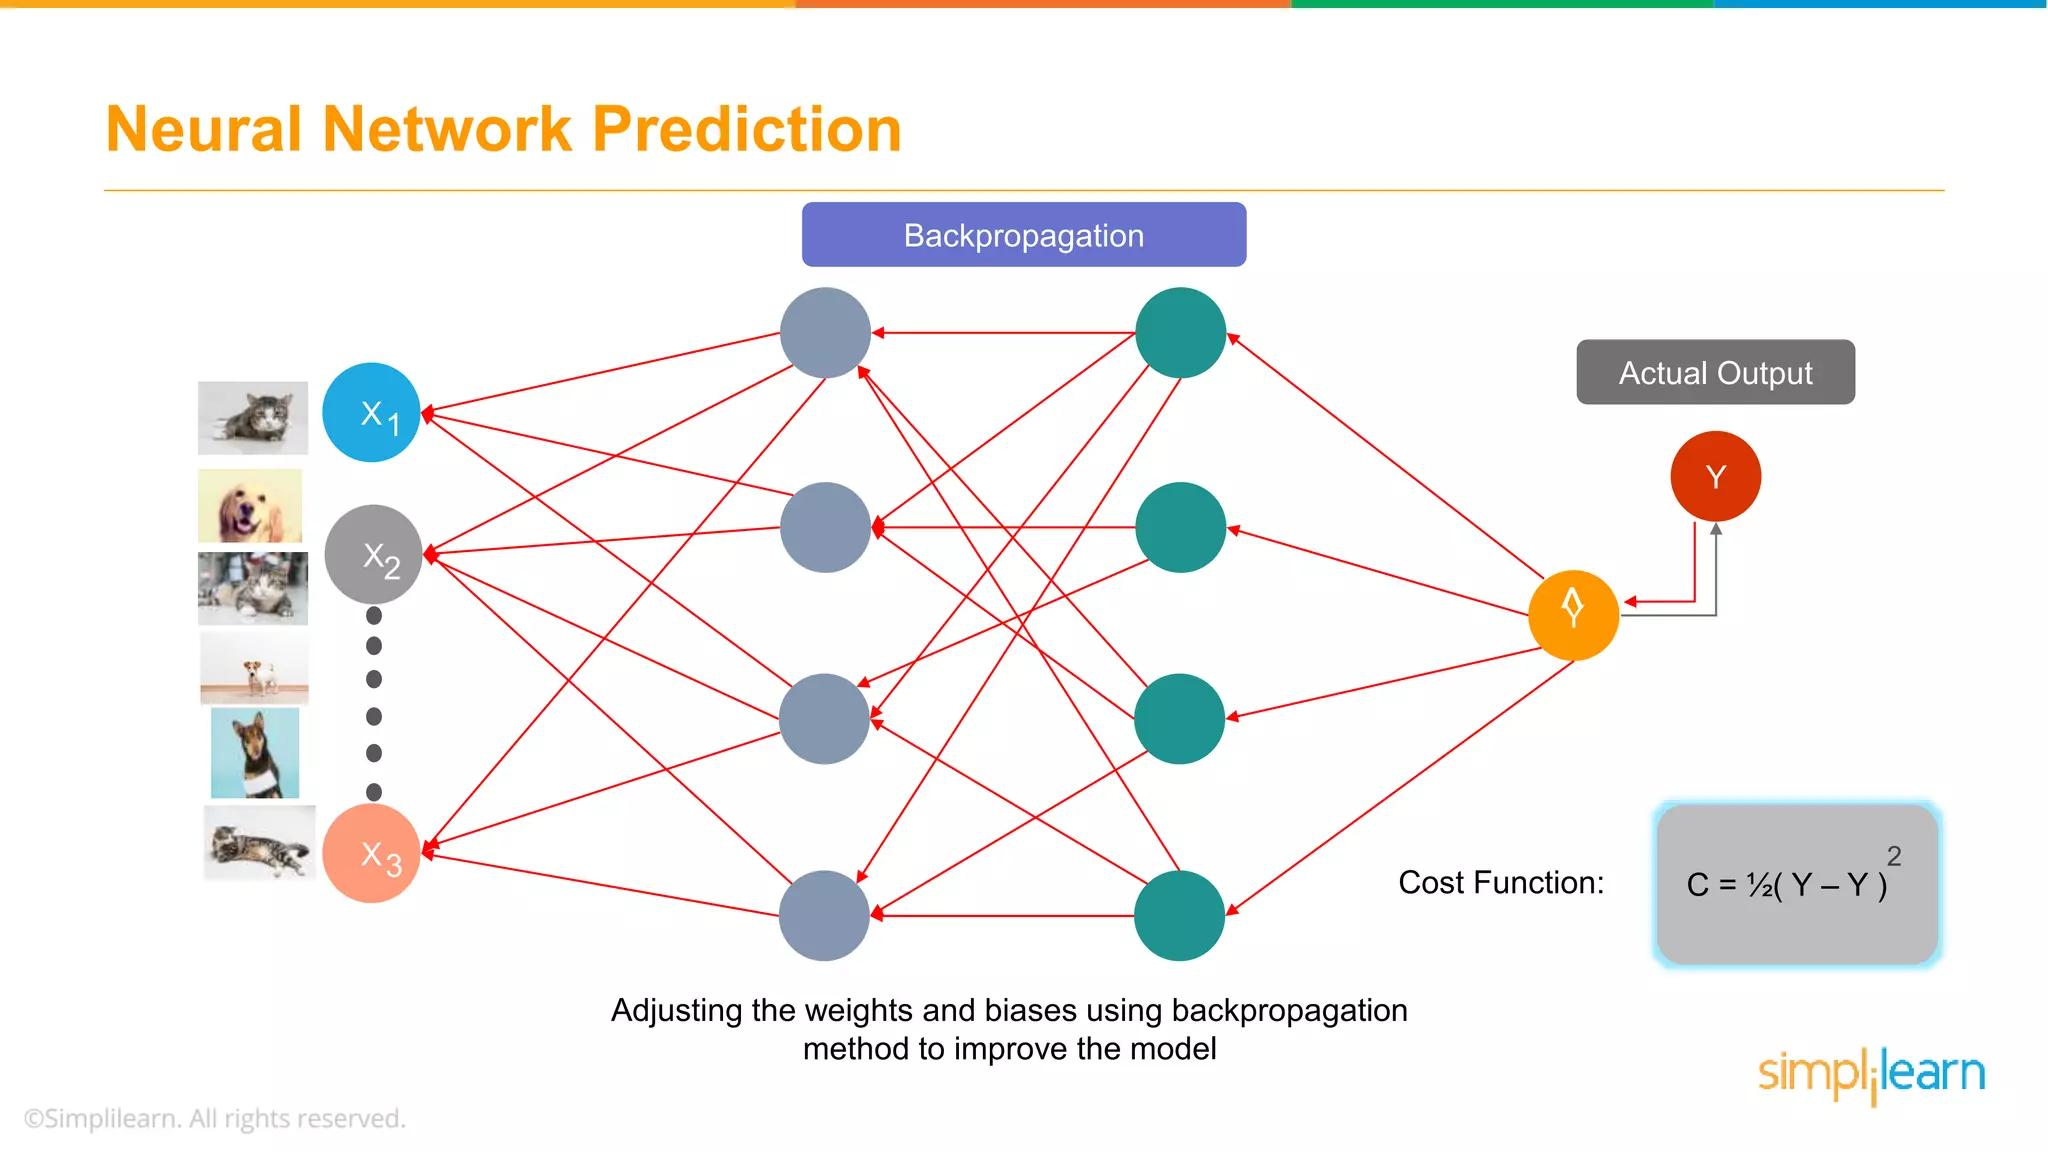 Neural Network Prediction
Backpropagation
Actual Output
X1
Y
X2
Ŷ
X3
Cost Function:
C = ½( Y – Y )2
Adjusting the weights and biases using backpropagation
method to improve the model
simplilearn
©Simplilearn. All rights reserved.